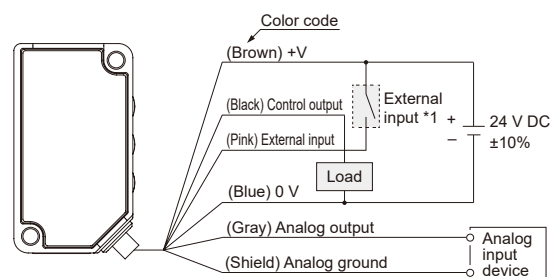 Color code
(Brown) +V
(Black) Control output
External
input *1
+
24 V DC
–
±10%
(Pink) External input
Load
(Blue) 0 V
(Gray) Analog output
Analog
input
device
(Shield) Analog ground